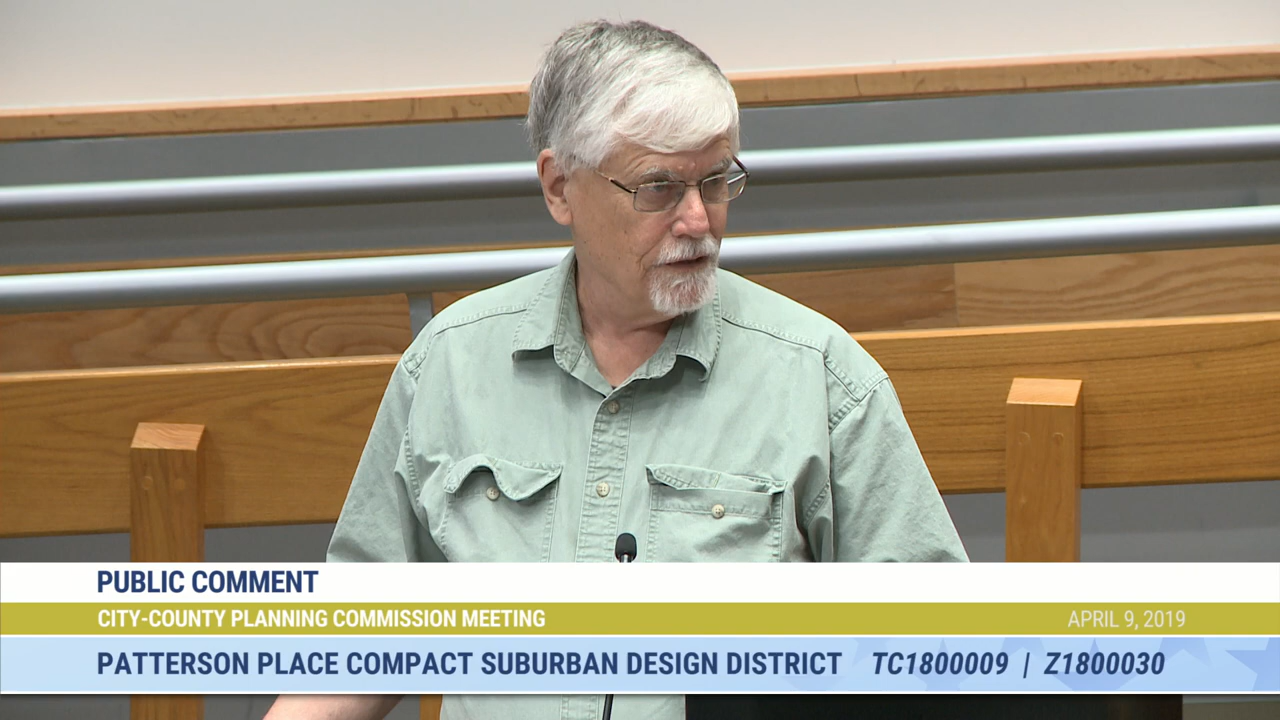 PUBLIC COMMENT
CITY-COUNTY PLANNING COMMISSION MEETING APRIL 9, 2019
PATTERSON PLACE COMPACT SUBURBAN DESIGN DISTRICT TC1800009 | Z1800030